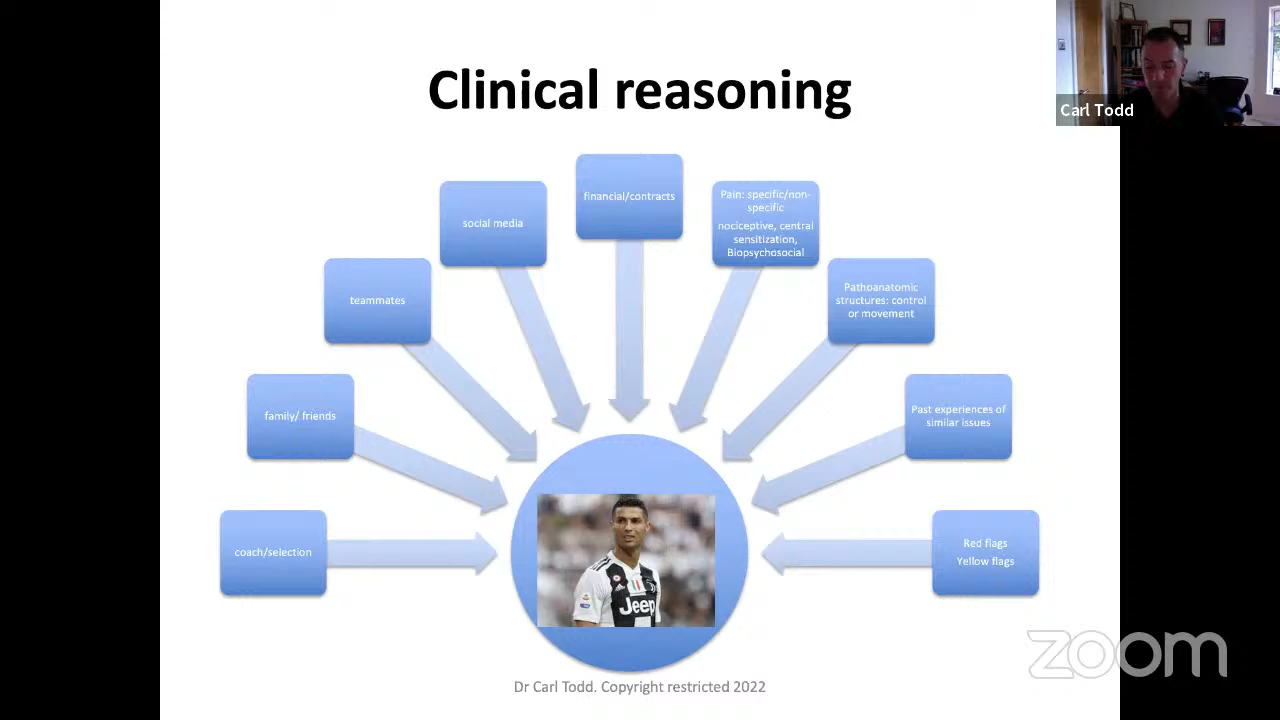 Clinical reasoning
Carl Todd
financial/contracts
social media
Pain: specific/non-
specific
nociceptive, central
sensitization,
Biopsychosocial
teammates
Pathoanatomic
structures: control
or movement
family/ friends
Past experiences of
similar issues
coach/selection
Red flags
Yellow flags
Jeep
Dr Carl Todd. Copyright restricted 2022
zoom